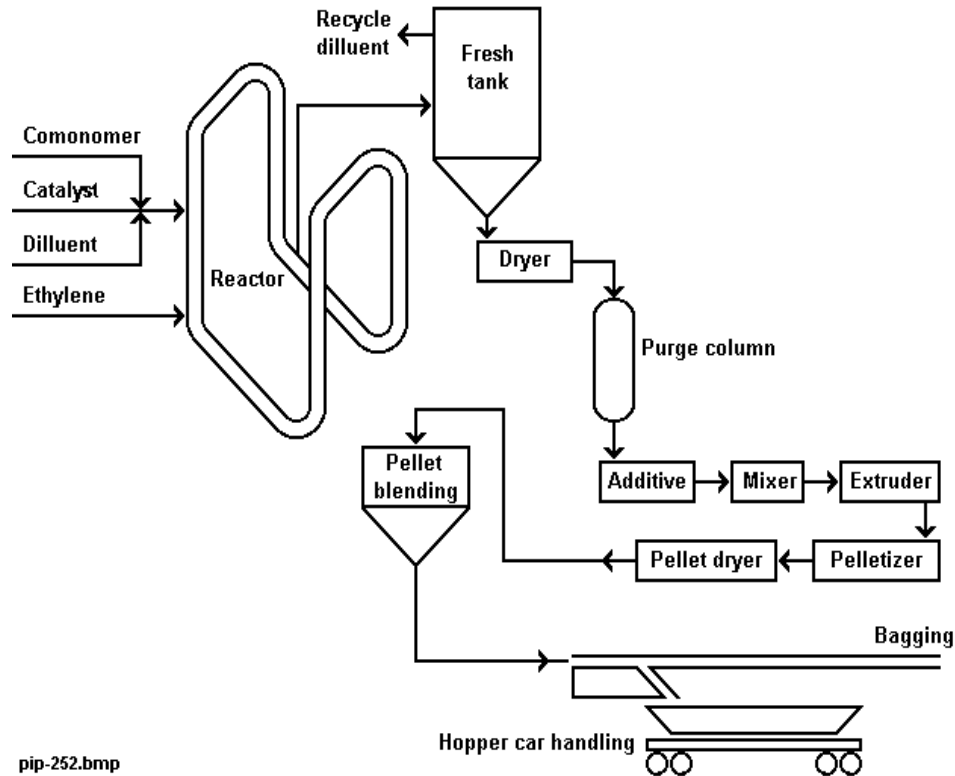 Recycle
dilluent
Fresh
tank
Comonomer
Catalyst
Dilluent
Ethylene
Reactor
Dryer
Purge column
Pellet
blending
Additive
Mixer
Extruder
Pellet dryer
Pelletizer
Bagging
Hopper car handling
pip-252.bmp